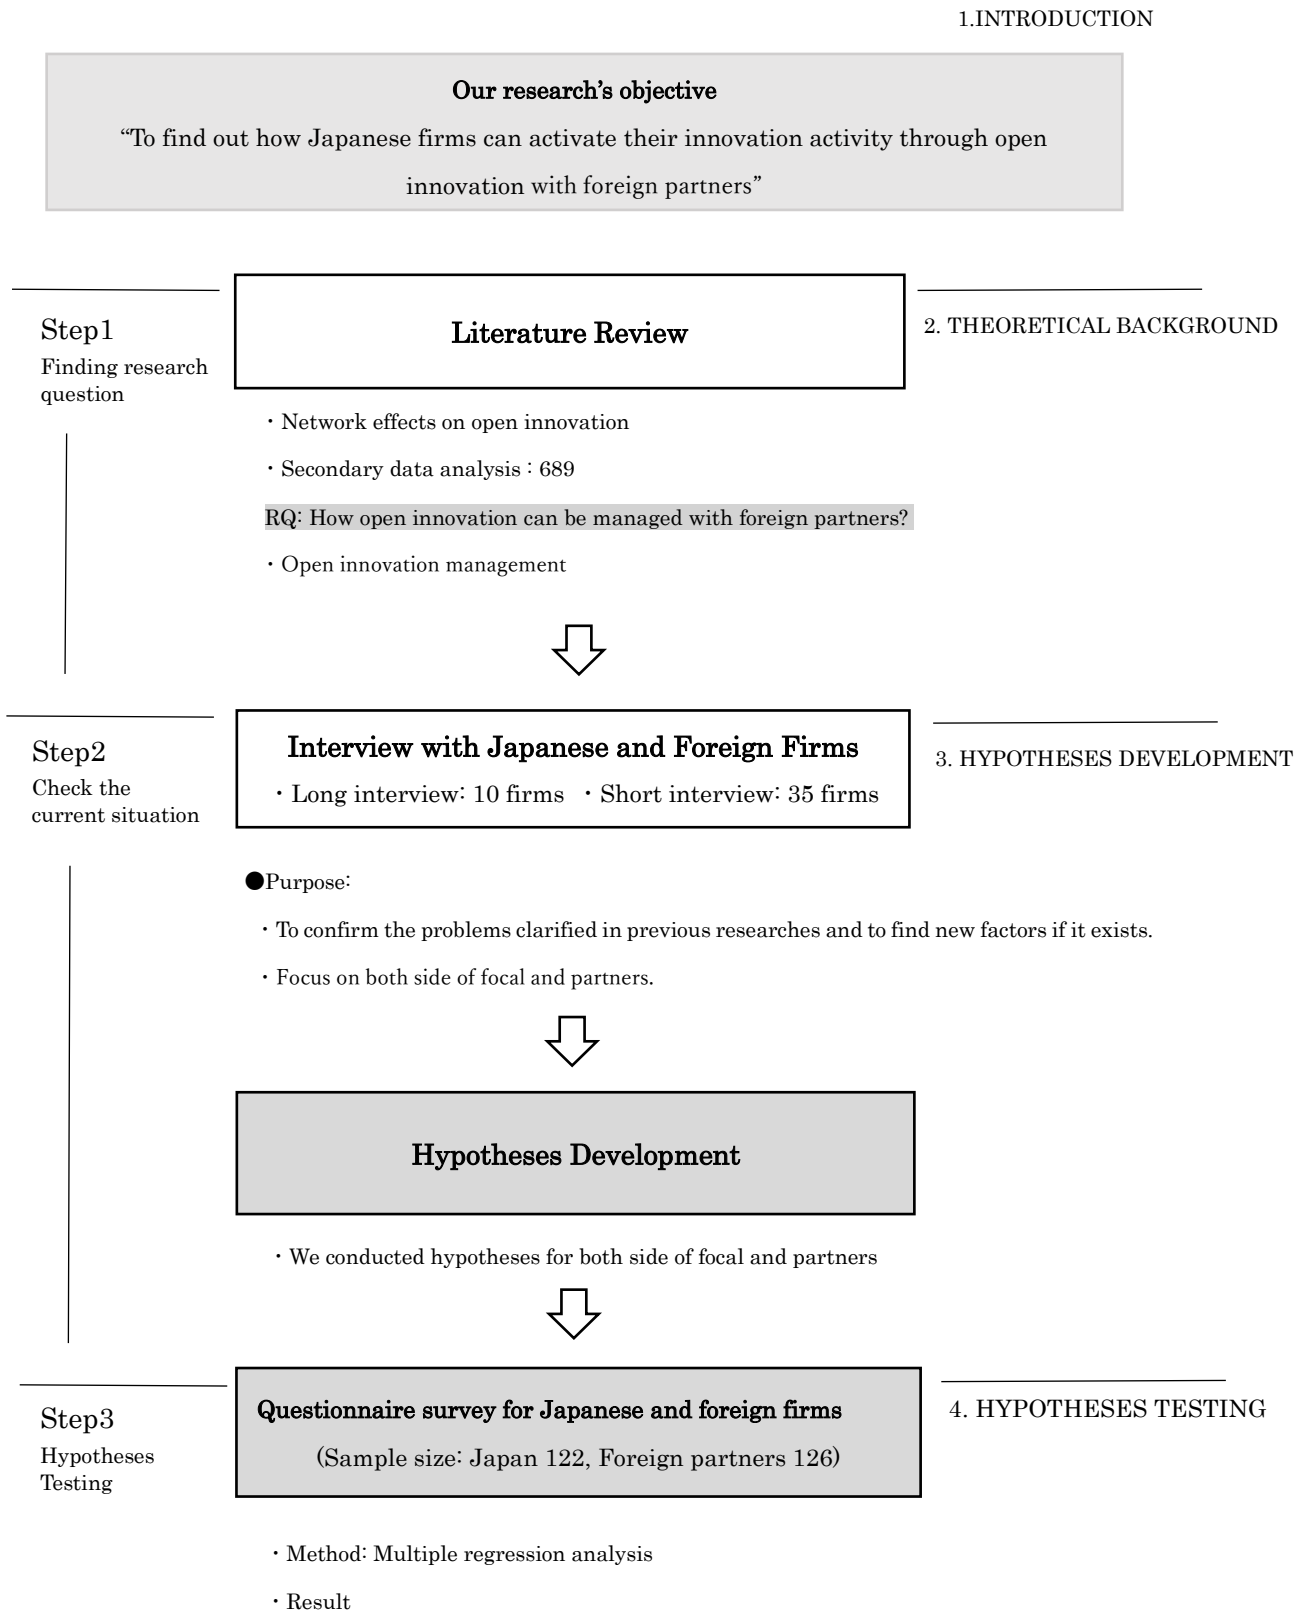 1.INTRODUCTION
Our research's objective
“To find out how Japanese firms can activate their innovation activity through open
innovation with foreign partners”
Step1
Finding research
question
Literature Review
2. THEORETICAL BACKGROUND
・Network effects on open innovation
・Secondary data analysis : 689
RQ: How open innovation can be managed with foreign partners?
・Open innovation management
Step2
Check the
current situation
Interview with Japanese and Foreign Firms
・Long interview: 10 firms ・Short interview: 35 firms
3. HYPOTHESES DEVELOPMENT
●Purpose:
・To confirm the problems clarified in previous researches and to find new factors if it exists.
・Focus on both side of focal and partners.
Hypotheses Development
・We conducted hypotheses for both side of focal and partners
Step3
Hypotheses
Testing
Questionnaire survey for Japanese and foreign firms
(Sample size: Japan 122, Foreign partners 126)
4. HYPOTHESES TESTING
・Method: Multiple regression analysis
・Result